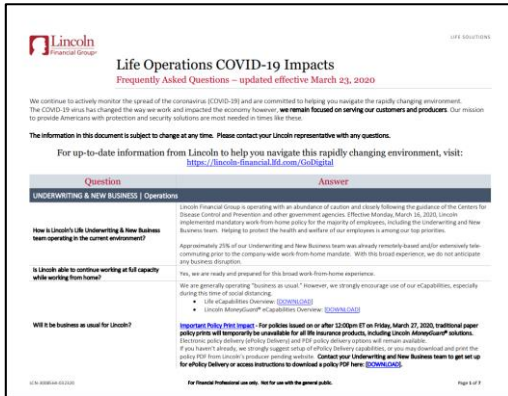 LIFE SOLUTIONS
Lincoln
Financial Group®
Life Operations COVID-19 Impacts
Frequently Asked Questions – updated effective March 23, 2020
We continue to actively monitor the spread of the coronavirus (COVID-19) and are committed to helping you navigate the rapidly changing environment.
The COVID-19 virus has changed the way we work and impacted the economy however, we remain focused on serving our customers and producers. Our mission
to provide Americans with protection and security solutions are most needed in times like these.
The information in this document is subject to change at any time. Please contact your Lincoln representative with any questions.
For up-to-date information from Lincoln to help you navigate this rapidly changing environment, visit:
https://lincoln-financial.lfd.com/GoDigital
Question Answer
UNDERWRITING & NEW BUSINESS | Operations
How is Lincoln's Life Underwriting & New Business
team operating in the current environment?
Lincoln Financial Group is operating with an abundance of caution and closely following the guidance of the Centers for
Disease Control and Prevention and other government agencies. Effective Monday, March 16, 2020, Lincoln
implemented mandatory work-from-home policy for the majority of employees, including the Underwriting and New
Business team. Helping to protect the health and welfare of our employees is among our top priorities.
Approximately 25% of our Underwriting and New Business team was already remotely-based and/or extensively tele-
commuting prior to the company-wide work-from-home mandate. With this broad experience, we do not anticipate
any business disruption.
Is Lincoln able to continue working at full capacity
while working from home?
Yes, we are ready and prepared for this broad work-from-home experience.
Will it be business as usual for Lincoln?
We are generally operating "business as usual". However, we strongly encourage use of our eCapabilities, especially
during this time of social distancing.
• Life eCapabilities Overview: [DOWNLOAD]
• Lincoln MoneyGuard® eCapabilities Overview: [DOWNLOAD]
Important Policy Print Impact - For policies issued on or after 12:00pm ET on Friday, March 27, 2020, traditional paper
policy prints will temporarily be unavailable for all life insurance products, including Lincoln MoneyGuard® solutions.
Electronic policy delivery (ePolicy Delivery) and PDF policy delivery options will remain available.
If you haven't already, we strongly suggest setup of ePolicy Delivery capabilities, or you may download and print the
policy PDF from Lincoln's producer pending website. Contact your Underwriting and New Business team to get set up
for ePolicy Delivery or access instructions to download a policy PDF here: [DOWNLOAD].
For Financial Professional use only. Not for use with the general public.
Page 1 of 7